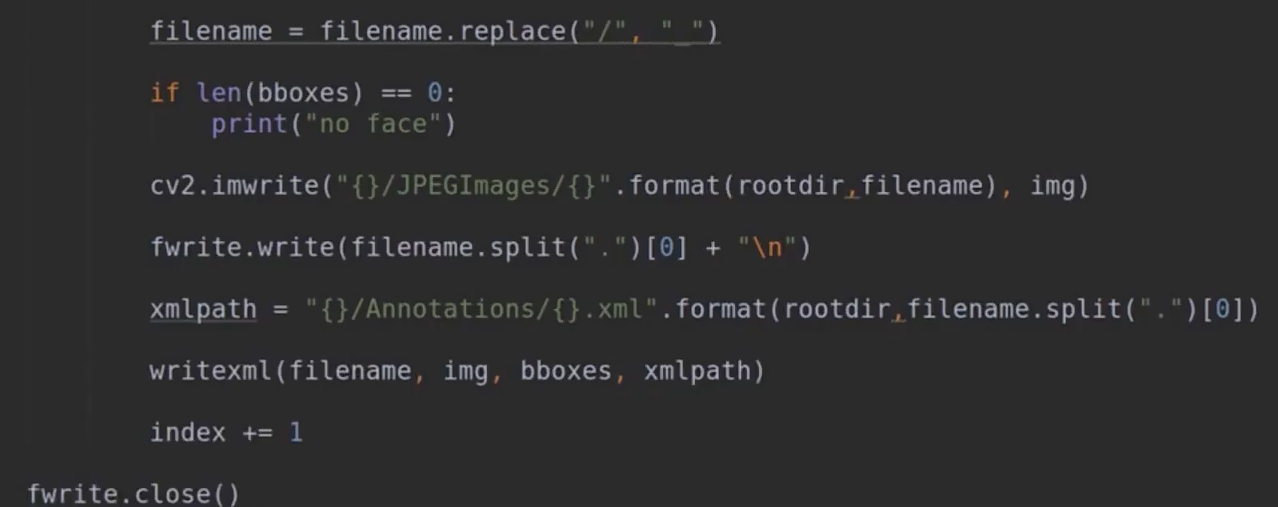 filename = filename.replace("/", "_")
if len(bboxes) == 0:
print("no face")
cv2.imwrite("{}/JPEGImages/{}".format(rootdir,filename), img)
fwrite.write(filename.split(".")[0] + "\n")
xmlpath = "{}/Annotations/{}.xml".format(rootdir,filename.split(".")[0])
writexml(filename, img, bboxes, xmlpath)
index += 1
fwrite.close()